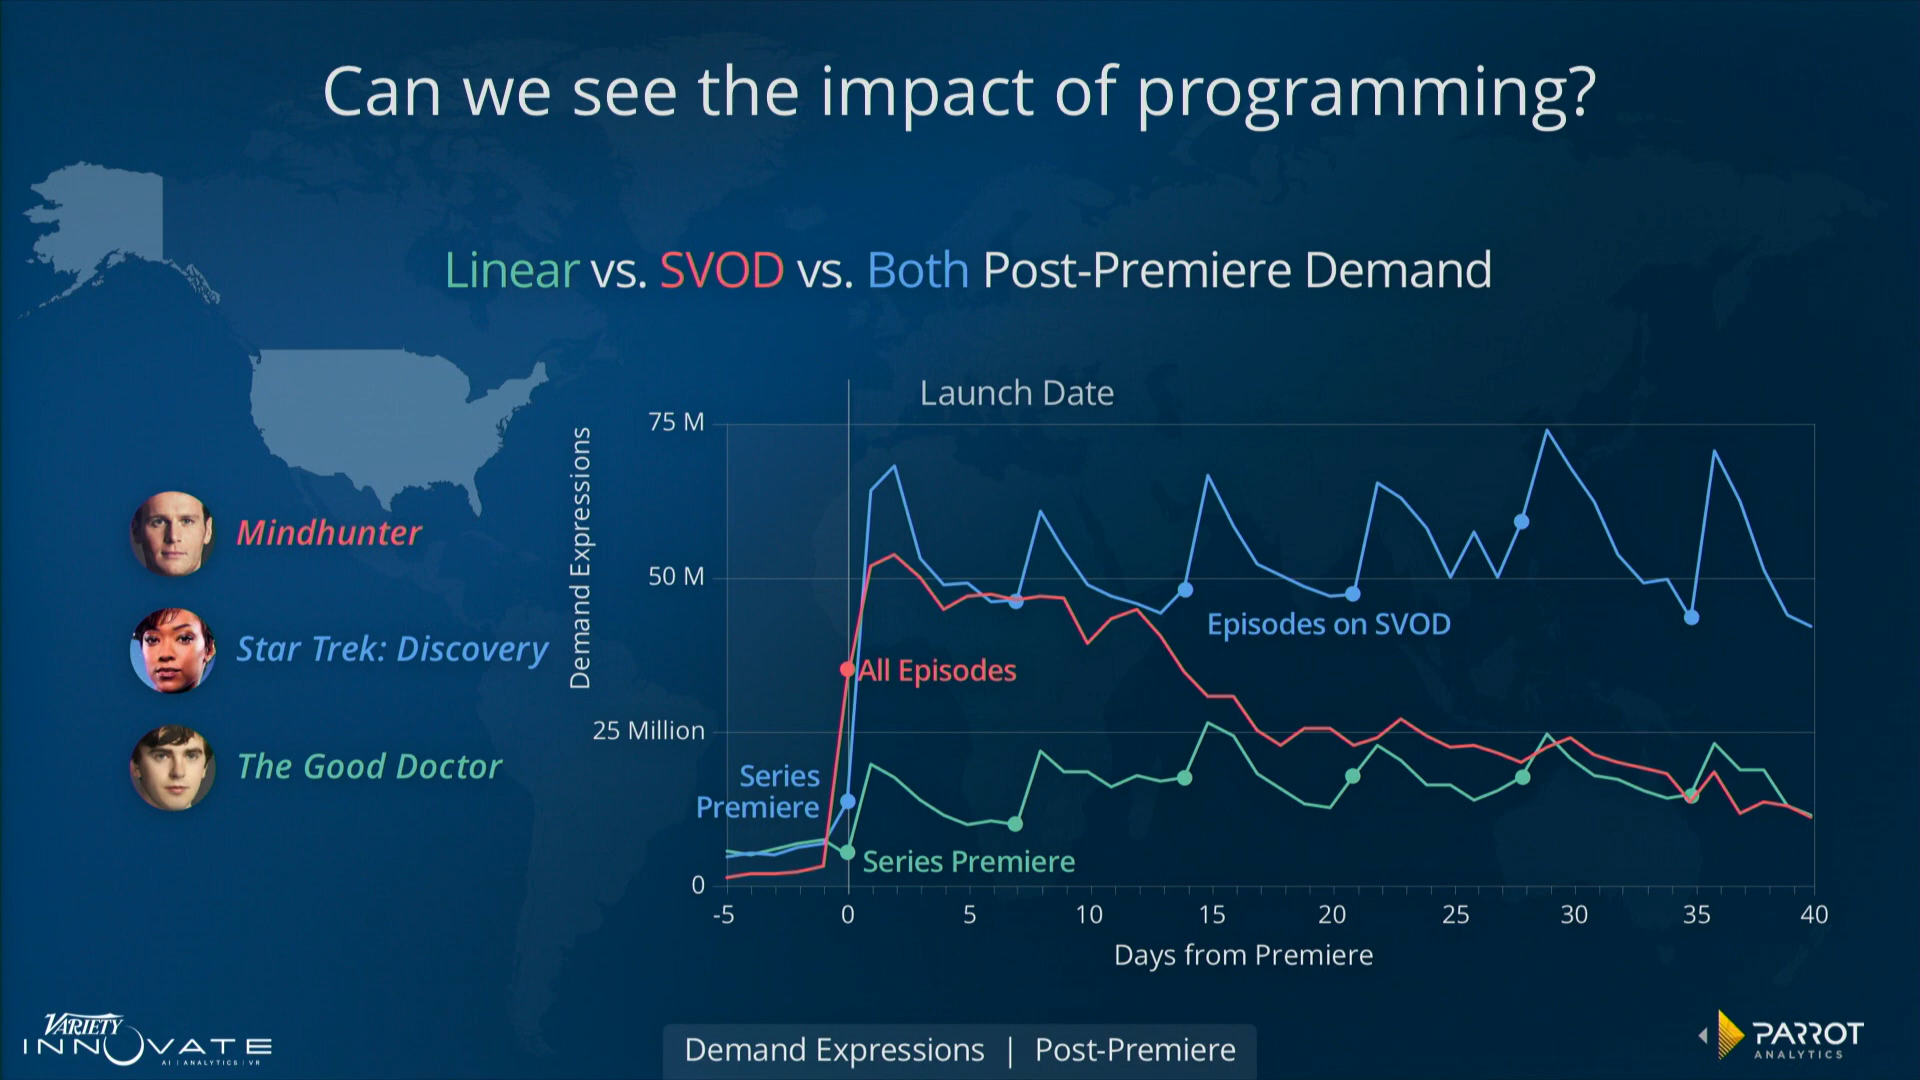 Can we see the impact of programming?
Linear vs. SVOD vs. Both Post-Premiere Demand
Mindhunter
Star Trek: Discovery
The Good Doctor
Launch Date
Demand Expressions
75 M
50 M
25 Million
0
Episodes on SVOD
All Episodes
Series
Premiere
Series Premiere
-5 0 5 10 15 20 25 30 35 40
Days from Premiere
VARIETY
INNOVATE
AI | ANALYTICS | VR
Demand Expressions | Post-Premiere
PARROT
ANALYTICS